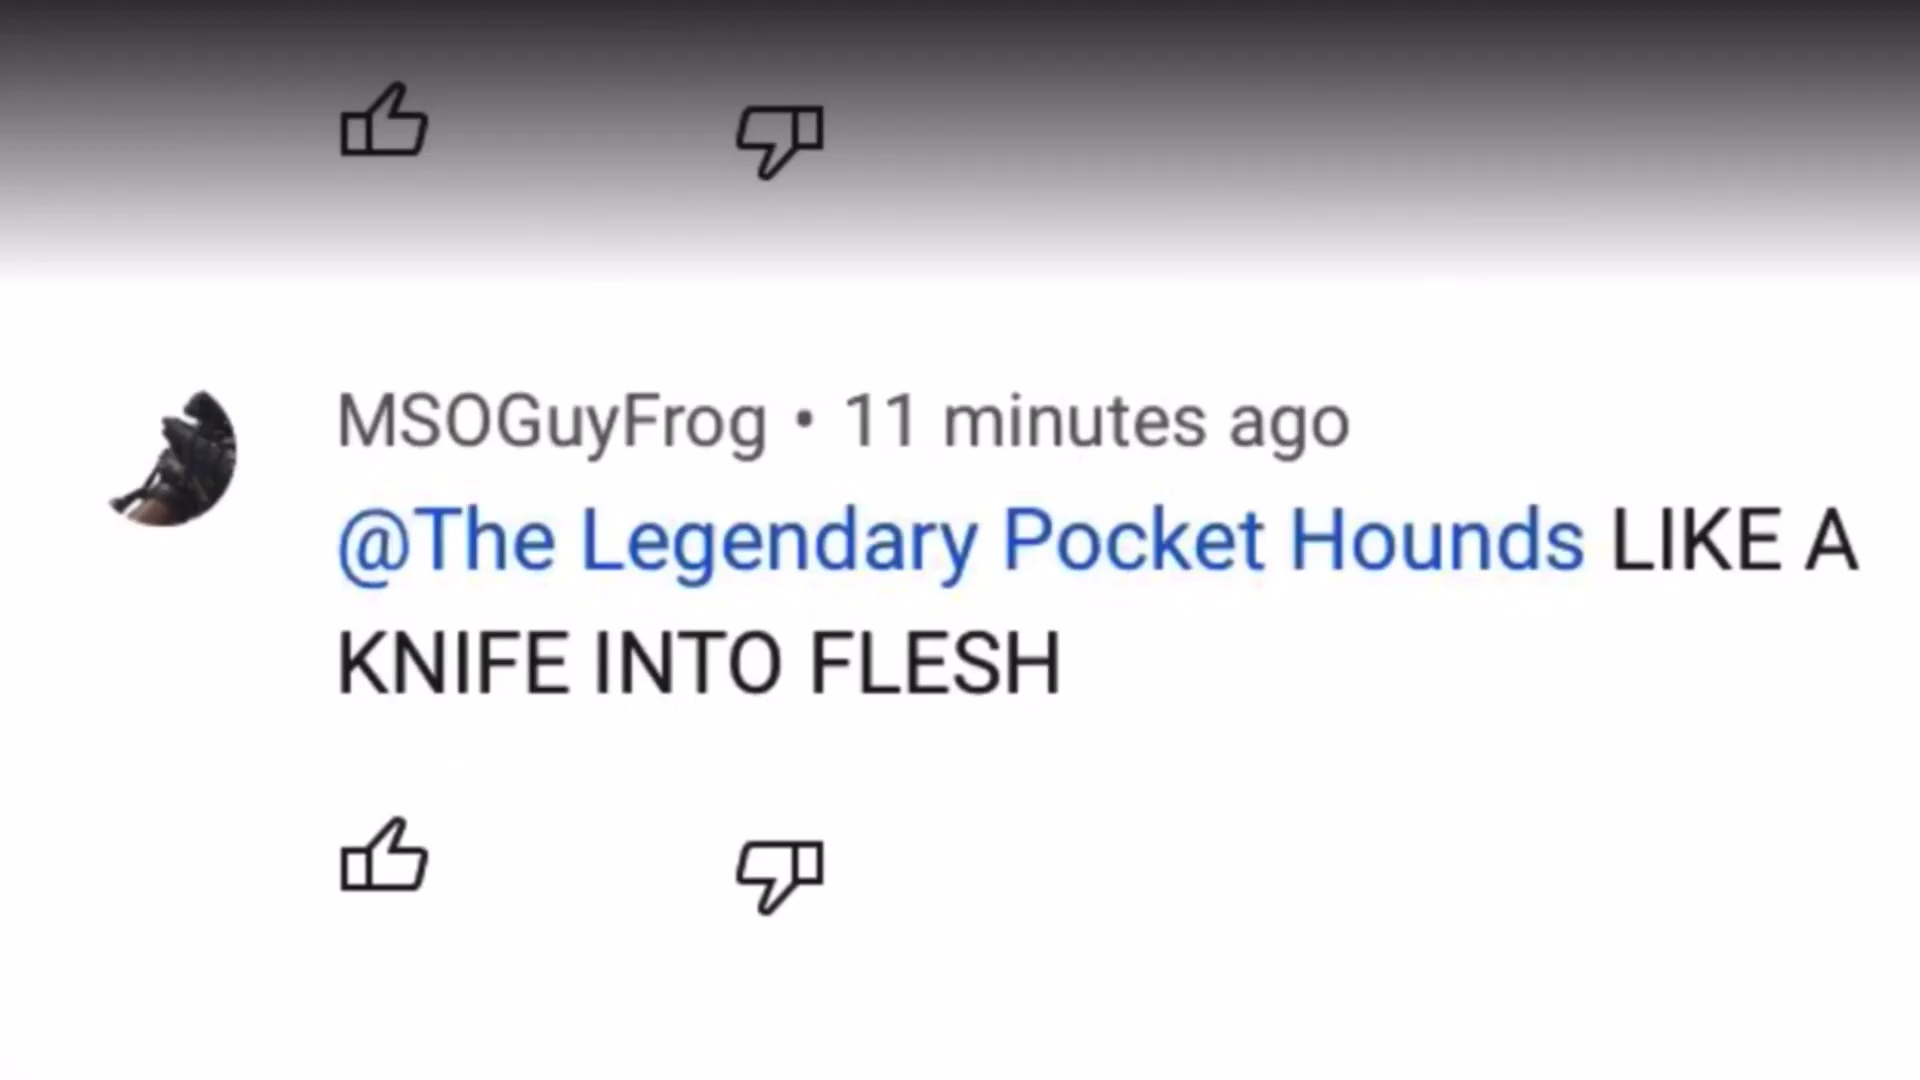 MSOGuyFrog • 11 minutes ago
@The Legendary Pocket Hounds LIKE A
KNIFE INTO FLESH